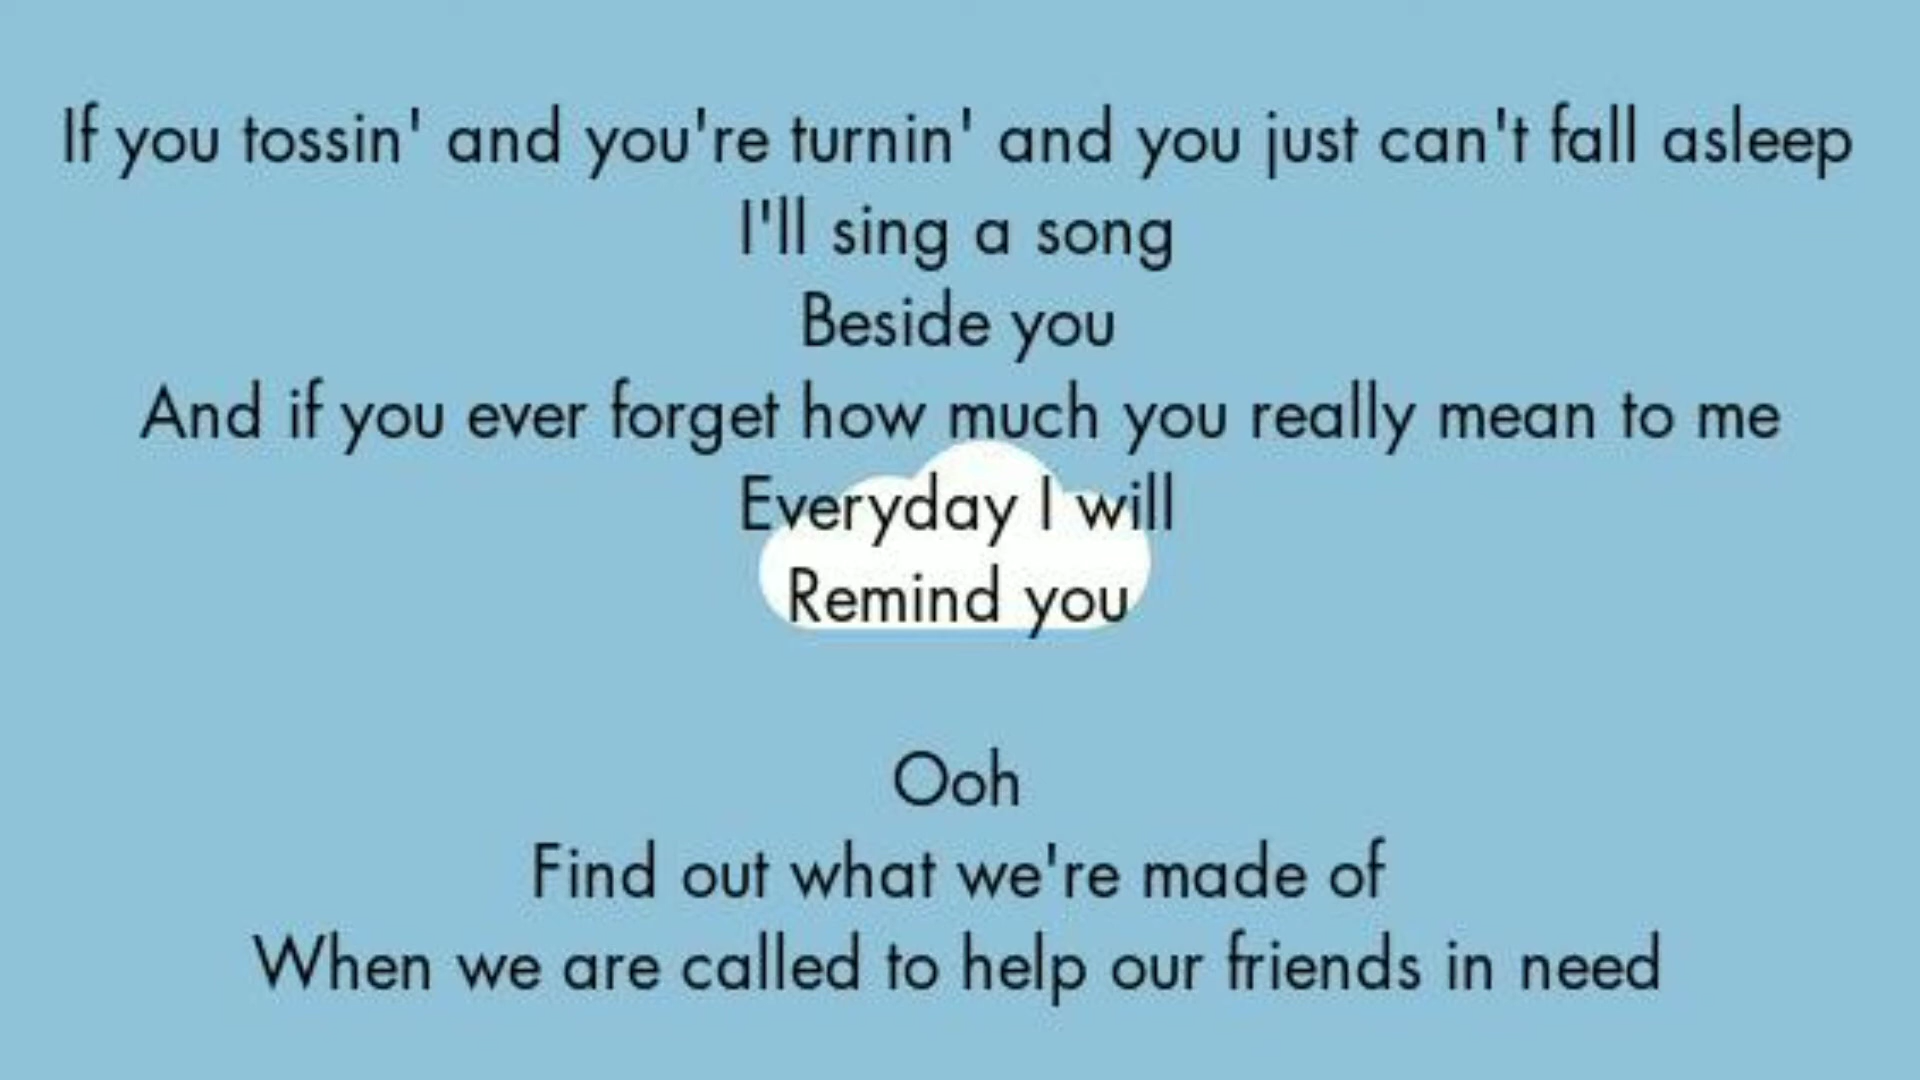 If you tossin' and you're turnin' and you just can't fall asleep
I'll sing a song
Beside you
And if you ever forget how much you really mean to me
Everyday I will
Remind you
Ooh
Find out what we're made of
When we are called to help our friends in need